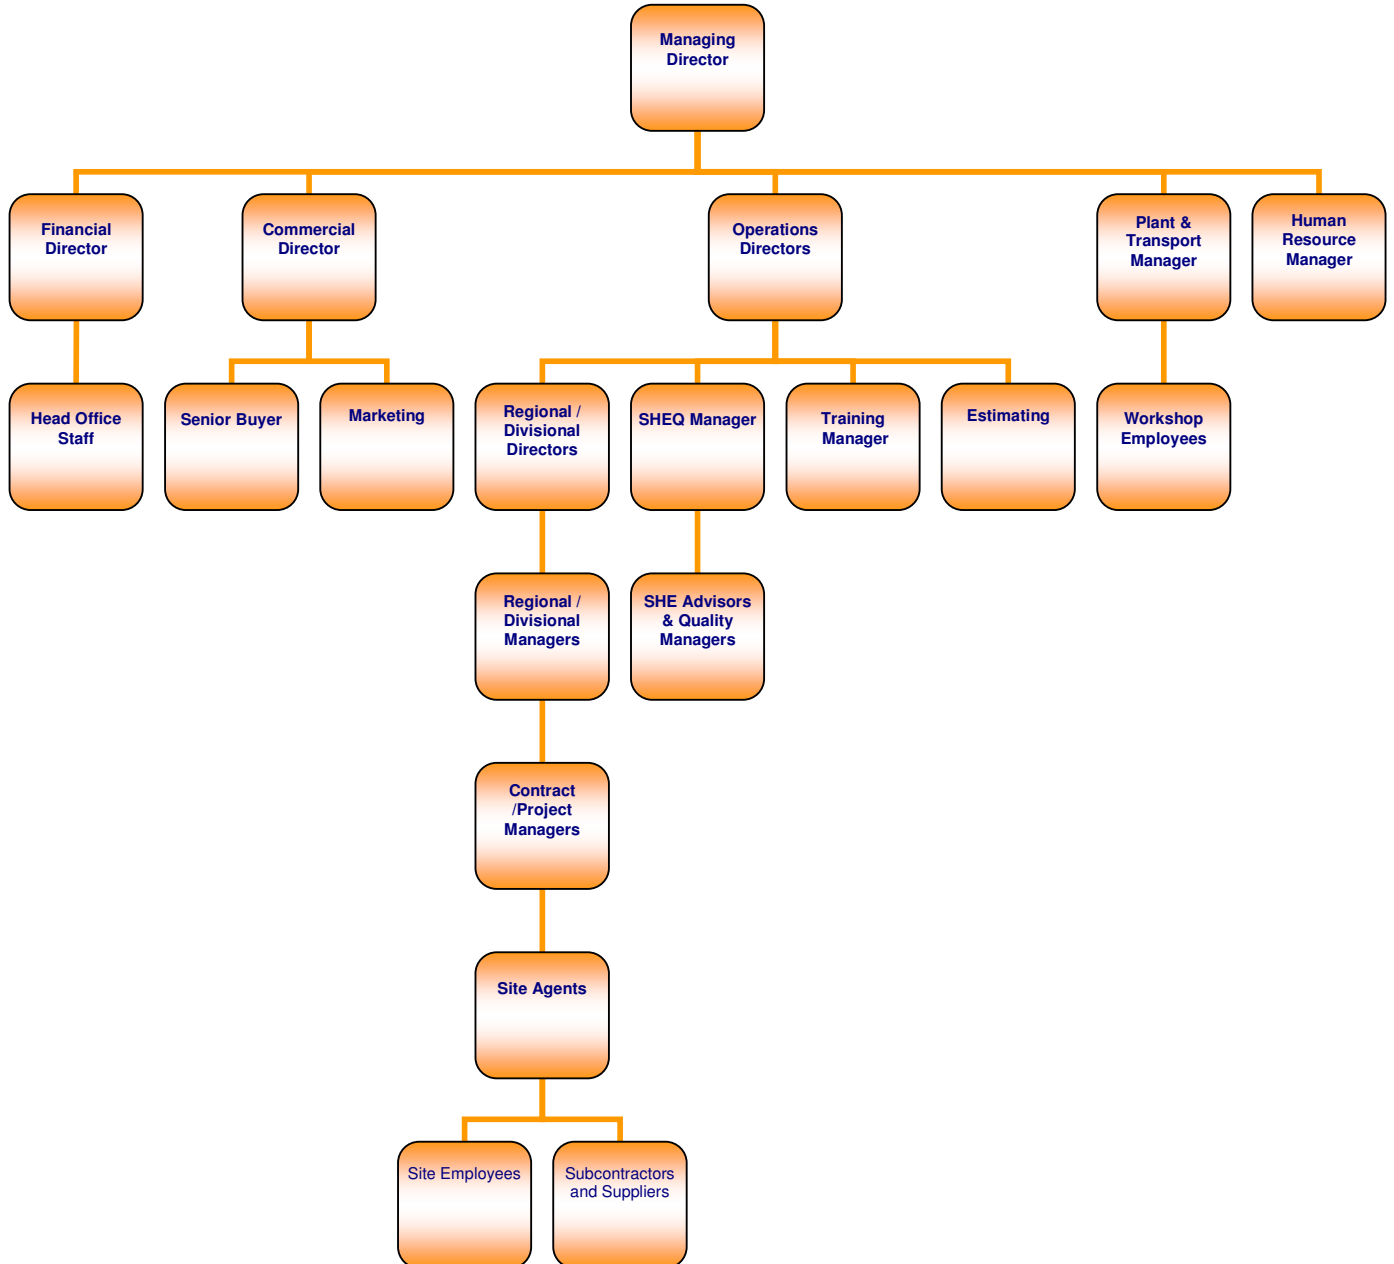 Managing
Director
Financial
Director
Commercial
Director
Operations
Directors
Plant &
Transport
Manager
Human
Resource
Manager
Head Office
Staff
Senior Buyer
Marketing
Regional /
Divisional
Directors
SHEQ Manager
Training
Manager
Estimating
Workshop
Employees
Regional /
Divisional
Managers
SHE Advisors
& Quality
Managers
Contract
/Project
Managers
Site Agents
Site Employees
Subcontractors
and Suppliers